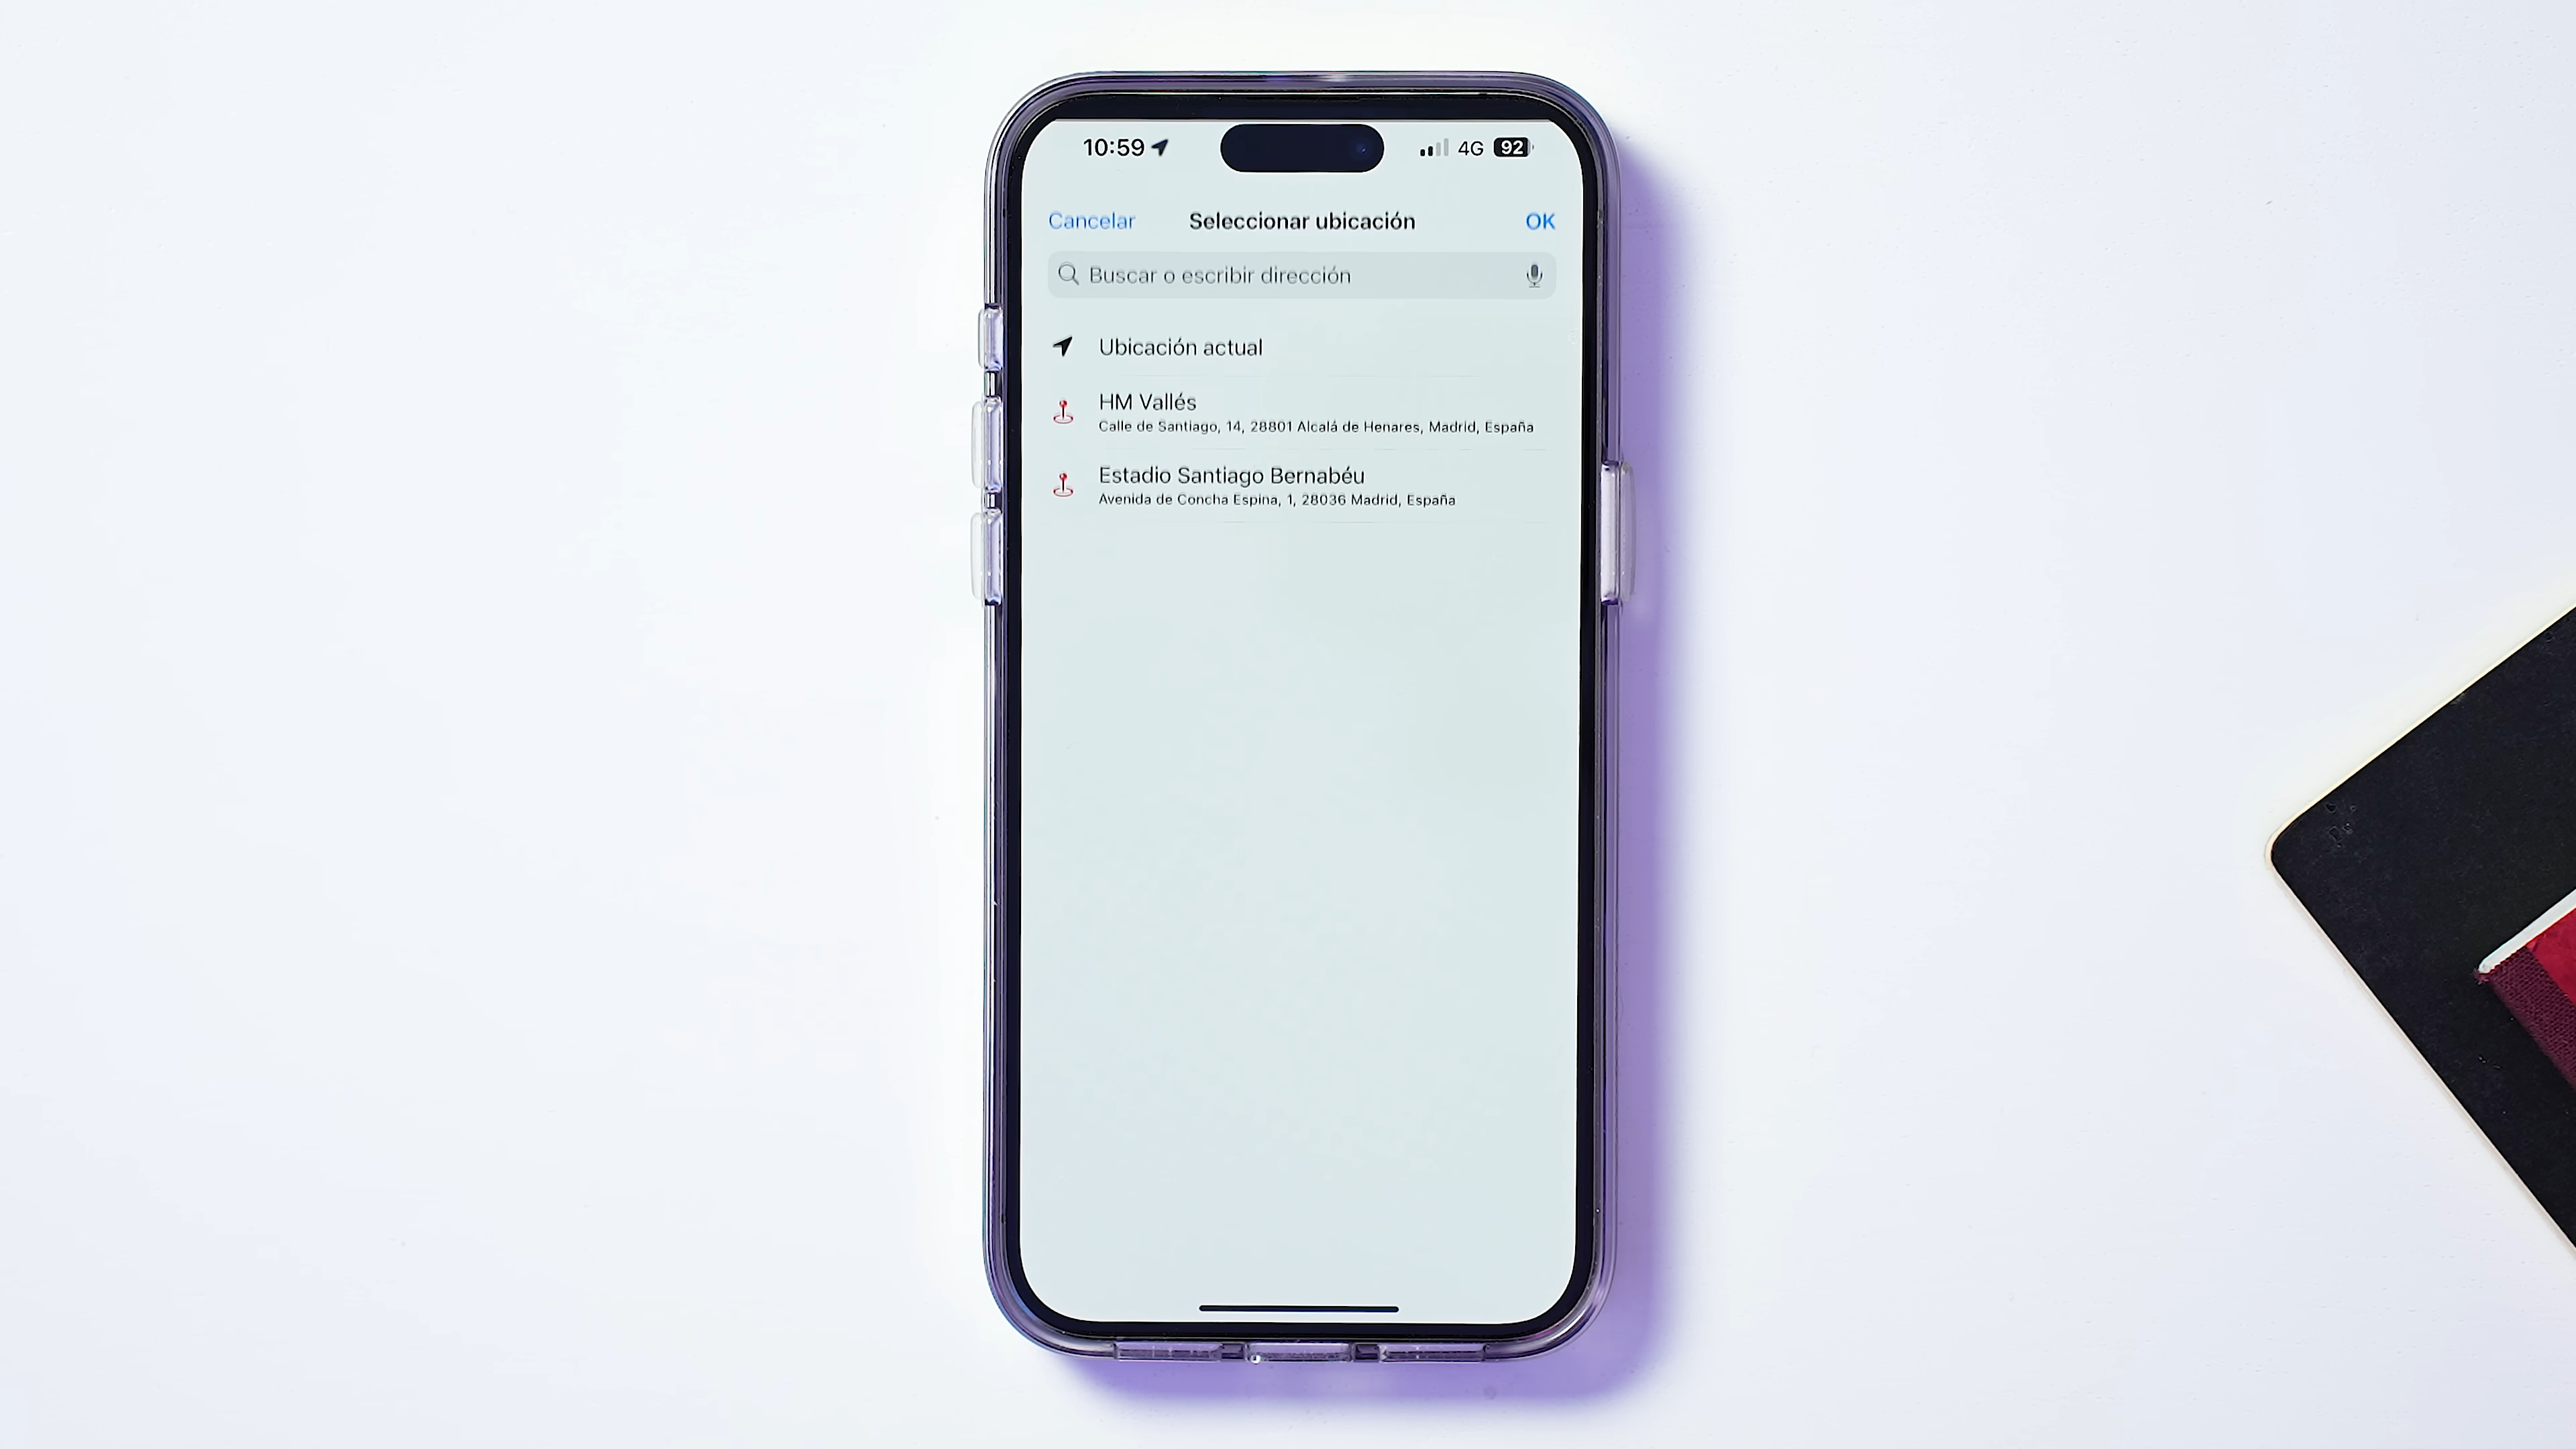 10:59 4G 92
Cancelar Seleccionar ubicación OK
Buscar o escribir dirección
Ubicación actual
HM Vallés
Calle de Santiago, 14, 28801 Alcalá de Henares, Madrid, España
Estadio Santiago Bernabéu
Avenida de Concha Espina, 1, 28036 Madrid, España